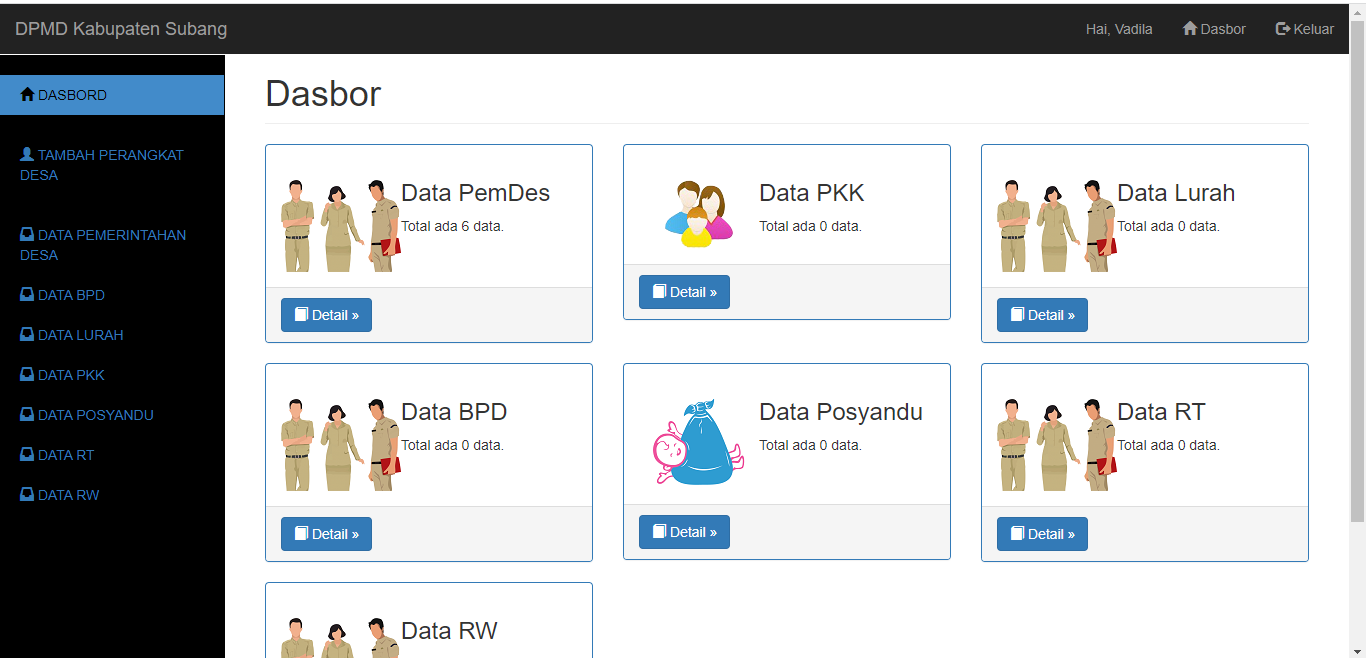 DPMD Kabupaten Subang
Hai, Vadila
Dasbor
Keluar
DASBORD
TAMBAH PERANGKAT
DESA
DATA PEMERINTAHAN
DESA
DATA BPD
DATA LURAH
DATA PKK
DATA POSYANDU
DATA RT
DATA RW
Dasbor
Data PemDes
Total ada 6 data.
Detail »
Data PKK
Total ada 0 data.
Detail »
Data Lurah
Total ada 0 data.
Detail »
Data BPD
Total ada 0 data.
Detail »
Data Posyandu
Total ada 0 data.
Detail »
Data RT
Total ada 0 data.
Detail »
Data RW